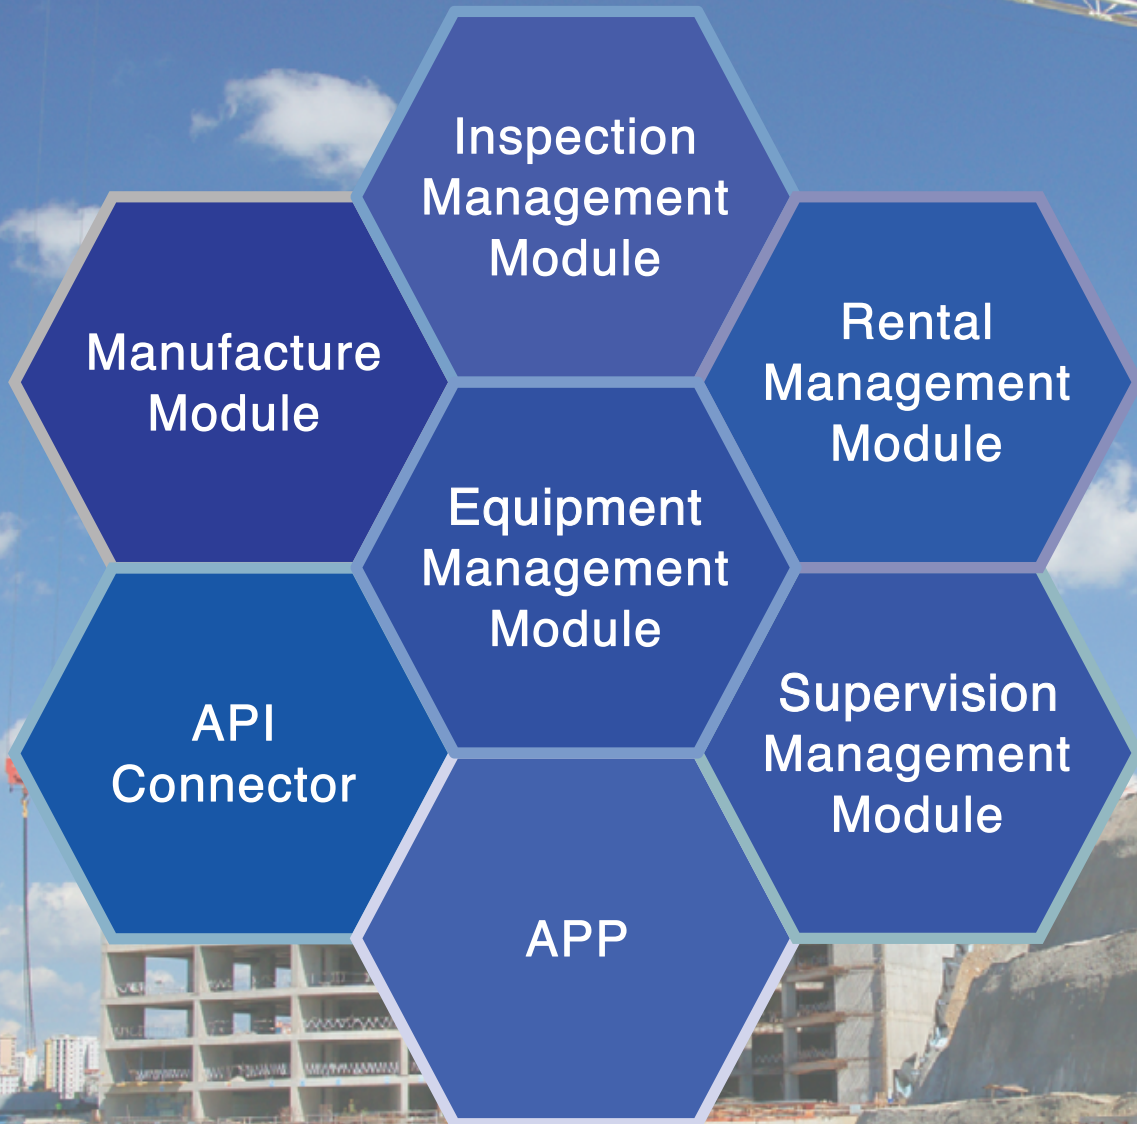 Inspection
Management
Module
Manufacture
Module
Rental
Management
Module
Equipment
Management
Module
API
Connector
Supervision
Management
Module
APP